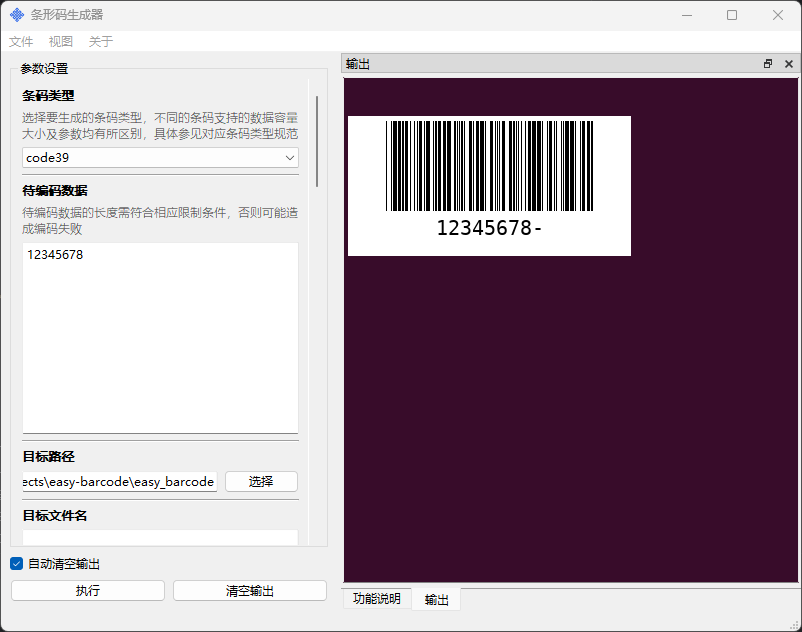 条形码生成器
文件 视图 关于
参数设置
条码类型
选择要生成的条码类型，不同的条码支持的数据容量
大小及参数均有所区别，具体参见对应条码类型规范
code39
待编码数据
待编码数据的长度需符合相应限制条件，否则可能造
成编码失败
12345678
目标路径
ects\easy-barcode\easy_barcode 选择
目标文件名
自动清空输出
执行 清空输出
输出
12345678-
功能说明 输出